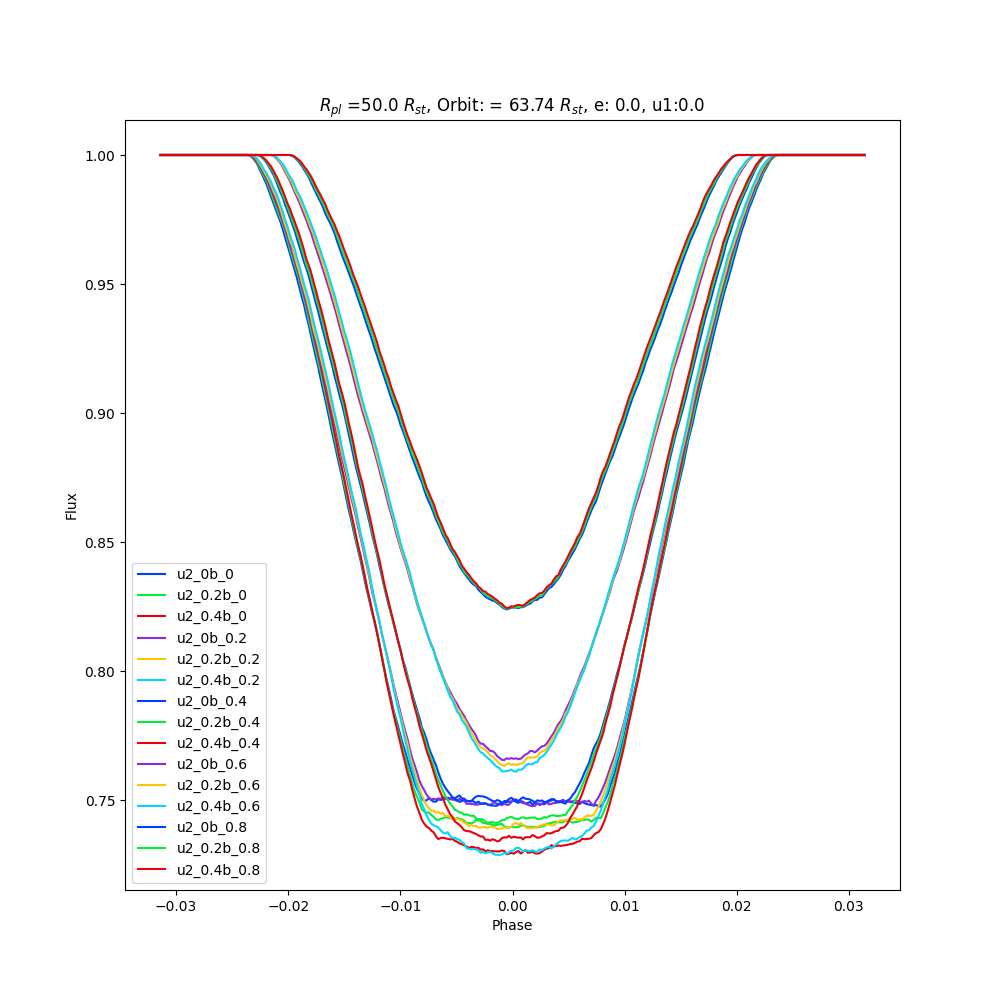 R_pl =50.0 R_st, Orbit: = 63.74 R_st, e: 0.0, u1:0.0
1.00
0.95
0.90
0.85
0.80
0.75
Flux
u2_0b_0
u2_0.2b_0
u2_0.4b_0
u2_0b_0.2
u2_0.2b_0.2
u2_0.4b_0.2
u2_0b_0.4
u2_0.2b_0.4
u2_0.4b_0.4
u2_0b_0.6
u2_0.2b_0.6
u2_0.4b_0.6
u2_0b_0.8
u2_0.2b_0.8
u2_0.4b_0.8
−0.03 −0.02 −0.01 0.00 0.01 0.02 0.03
Phase